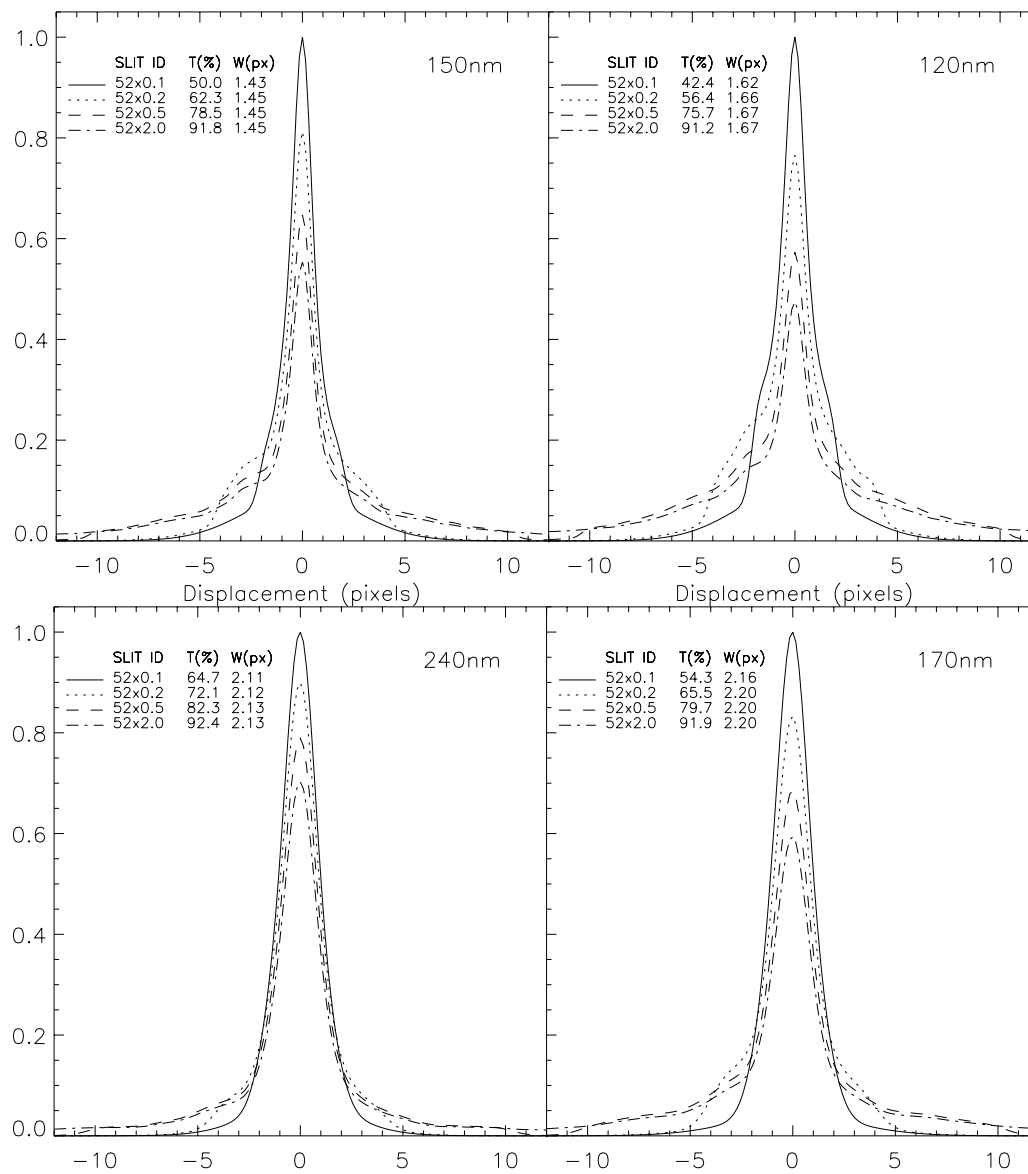 1.0
0.8
0.6
0.4
0.2
0.0
SLIT ID T(%) W(px)
52x0.1 50.0 1.43
52x0.2 62.3 1.45
52x0.5 78.5 1.45
52x2.0 91.8 1.45
150nm
−10 −5 0 5 10
Displacement (pixels)
SLIT ID T(%) W(px)
52x0.1 42.4 1.62
52x0.2 56.4 1.66
52x0.5 75.7 1.67
52x2.0 91.2 1.67
120nm
−10 −5 0 5 10
Displacement (pixels)
1.0
0.8
0.6
0.4
0.2
0.0
SLIT ID T(%) W(px)
52x0.1 64.7 2.11
52x0.2 72.1 2.12
52x0.5 82.3 2.13
52x2.0 92.4 2.13
240nm
−10 −5 0 5 10
SLIT ID T(%) W(px)
52x0.1 54.3 2.16
52x0.2 65.5 2.20
52x0.5 79.7 2.20
52x2.0 91.9 2.20
170nm
−10 −5 0 5 10